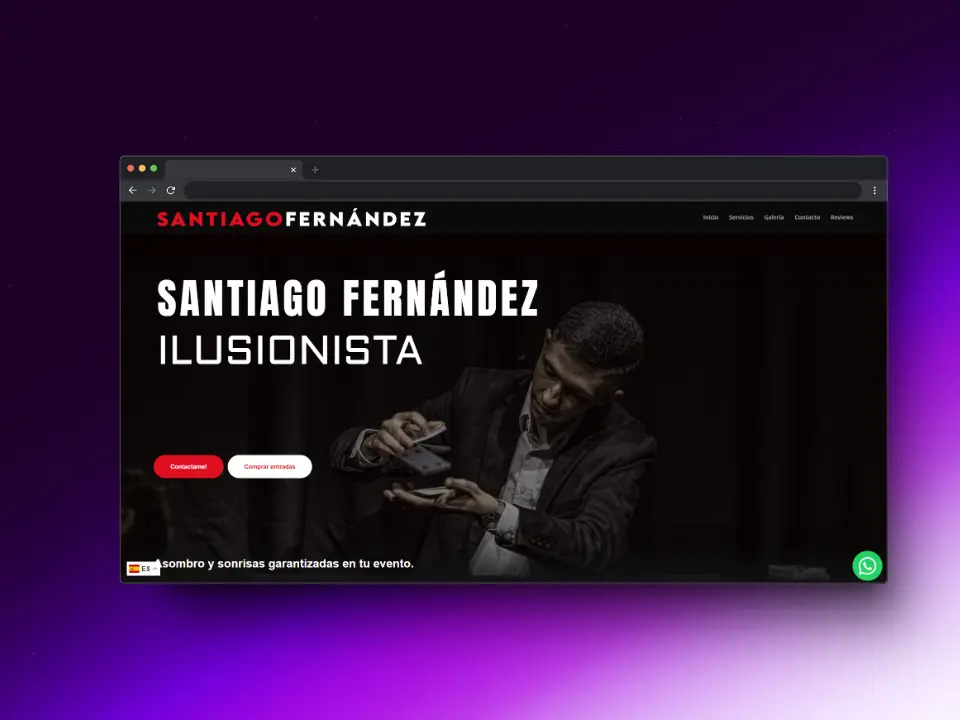 SANTIAGOFERNÁNDEZ
Inicio Servicios Galería Contacto Reviews
SANTIAGO FERNÁNDEZ
ILUSIONISTA
Contactame! Comprar entradas
Asombro y sonrisas garantizadas en tu evento.
ES